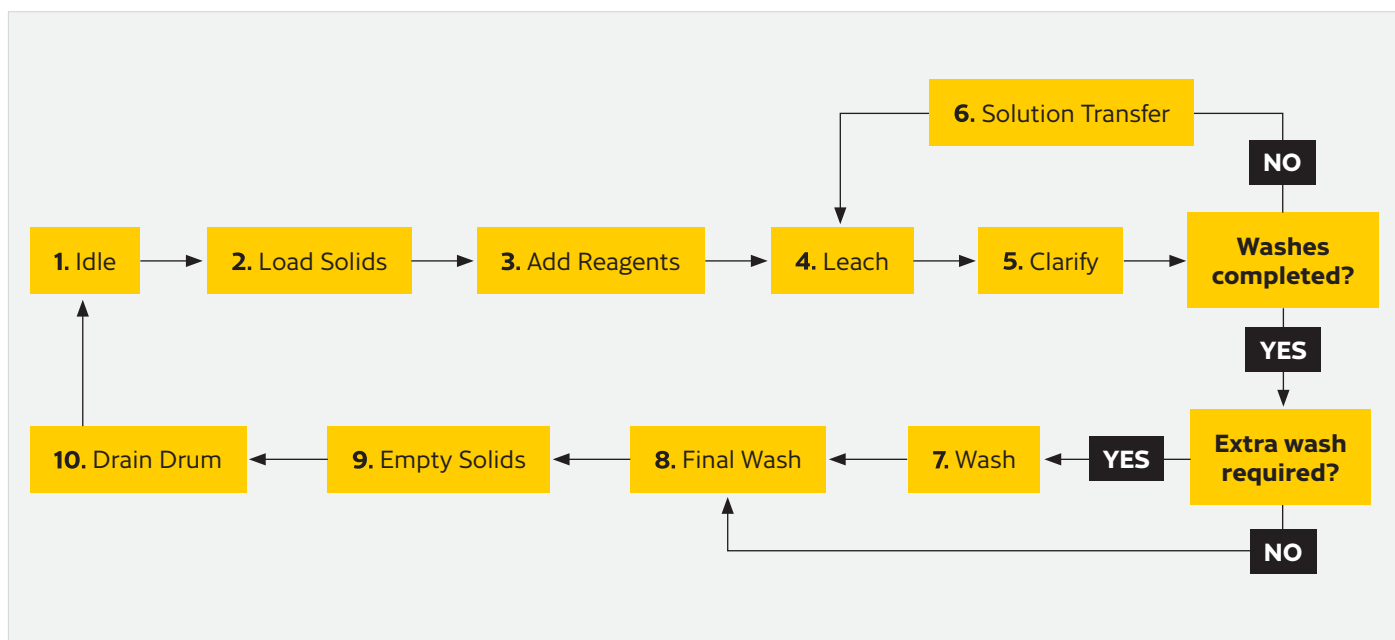 6. Solution Transfer
NO
1. Idle
2. Load Solids
3. Add Reagents
4. Leach
5. Clarify
Washes
completed?
YES
10. Drain Drum
9. Empty Solids
8. Final Wash
7. Wash
YES
Extra wash
required?
NO